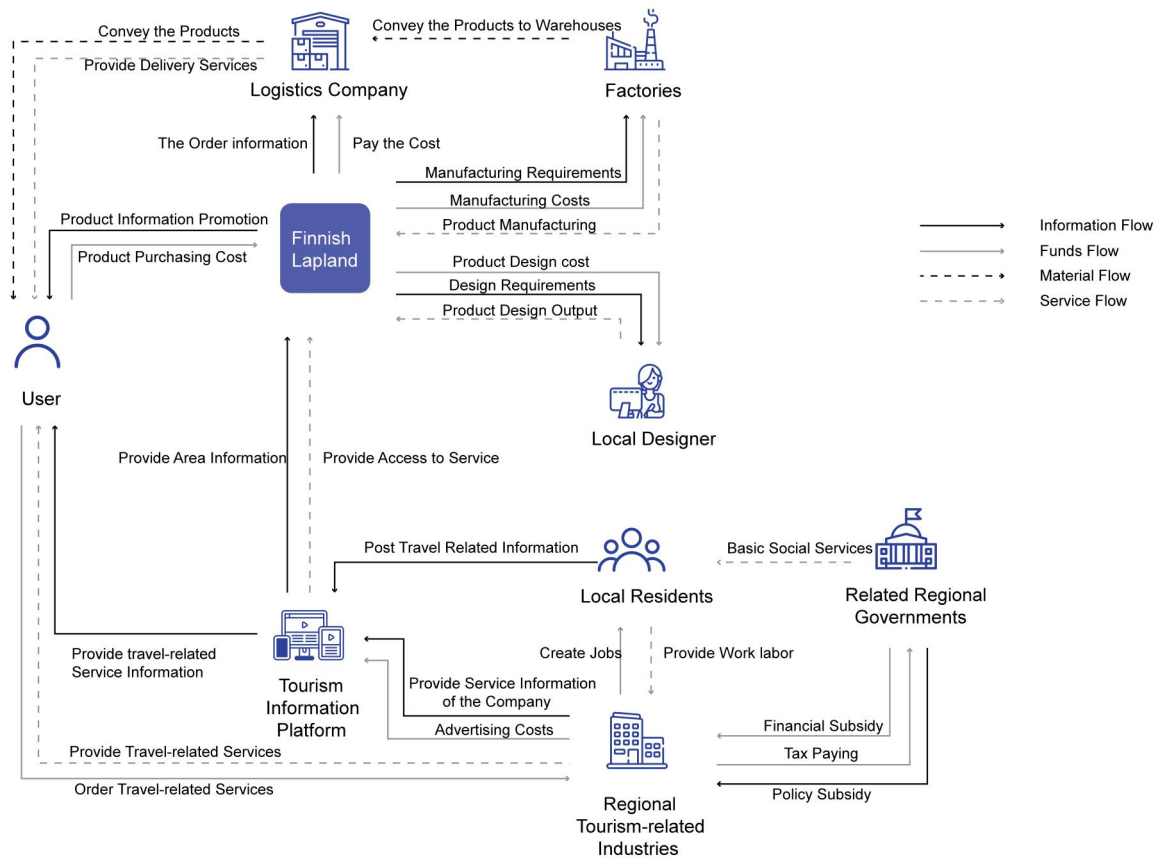 Convey the Products
Convey the Products to Warehouses
Provide Delivery Services
Logistics Company
Factories
The Order information
Pay the Cost
Manufacturing Requirements
Manufacturing Costs
Product Manufacturing
Product Information Promotion
Product Purchasing Cost
Finnish
Lapland
Product Design cost
Design Requirements
Product Design Output
Information Flow
Funds Flow
Material Flow
Service Flow
User
Local Designer
Provide Area Information
Provide Access to Service
Post Travel Related Information
Basic Social Services
Local Residents
Related Regional
Governments
Provide travel-related
Service Information
Tourism
Information
Platform
Create Jobs
Provide Work labor
Provide Service Information
of the Company
Advertising Costs
Financial Subsidy
Tax Paying
Policy Subsidy
Provide Travel-related Services
Order Travel-related Services
Regional
Tourism-related
Industries